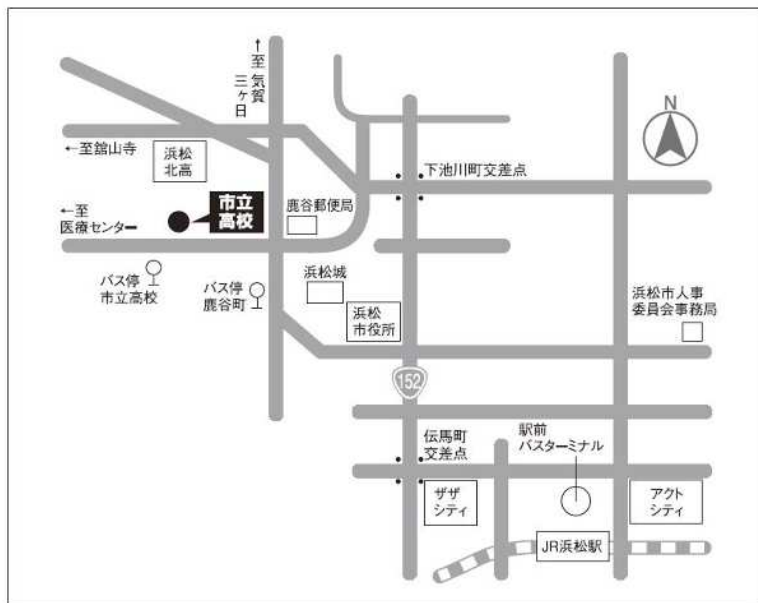 ↑至 気賀
三ヶ日
N
←至舘山寺
浜松
北高
下池川町交差点
市立
高校
←至
医療センター
鹿谷郵便局
バス停
市立高校
バス停
鹿谷町
浜松城
浜松
市役所
浜松市人事
委員会事務局
152
伝馬町
交差点
駅前
バスターミナル
ザザ
シティ
アクト
シティ
JR浜松駅